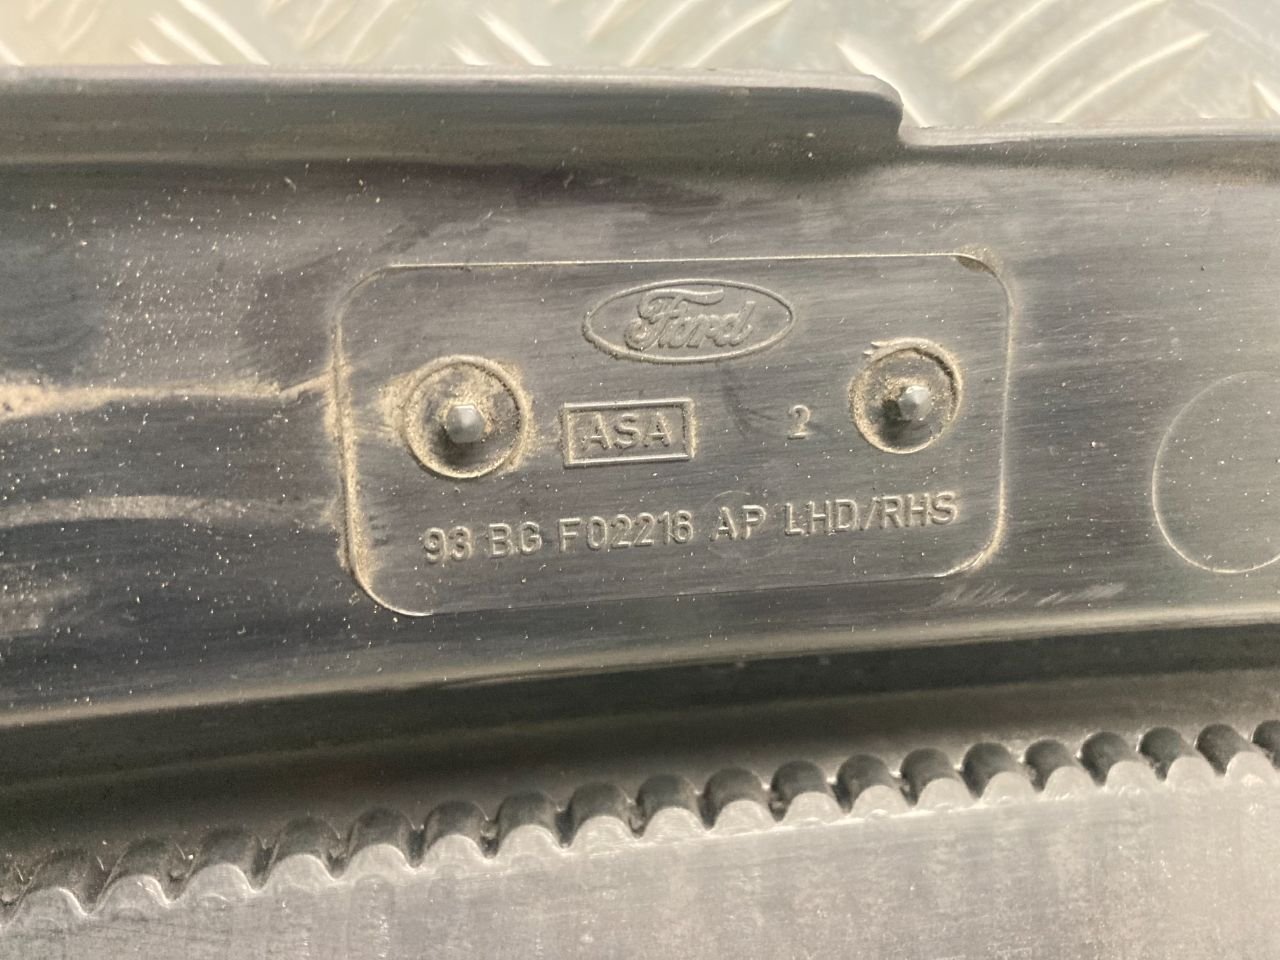 Ford
ASA 2
93 BG F02216 AP LHD/RHS